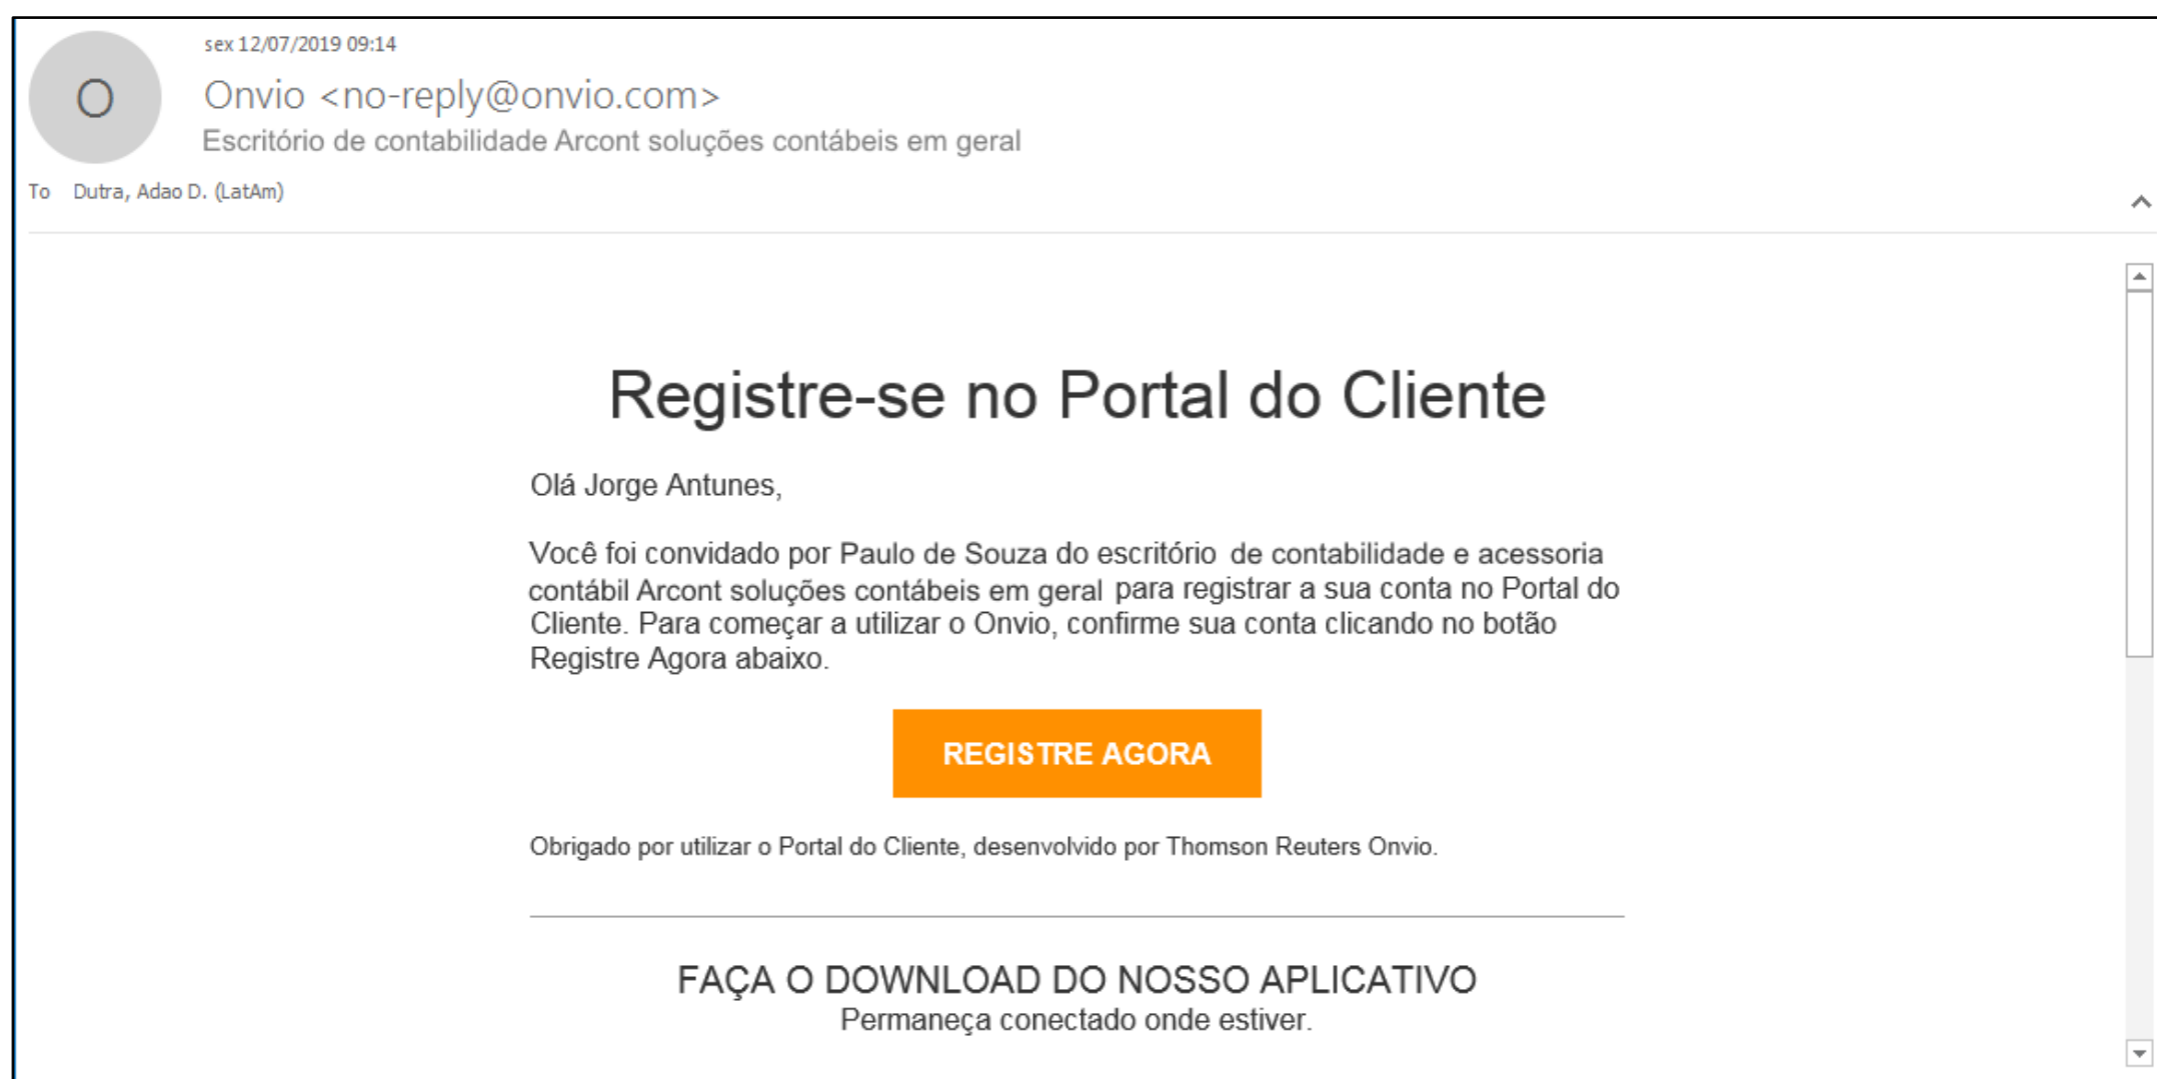 sex 12/07/2019 09:14
O
Onvio <no-reply@onvio.com>
Escritório de contabilidade Arcont soluções contábeis em geral
To Dutra, Adao D. (LatAm)
Registre-se no Portal do Cliente
Olá Jorge Antunes,
Você foi convidado por Paulo de Souza do escritório de contabilidade e acessoria
contábil Arcont soluções contábeis em geral para registrar a sua conta no Portal do
Cliente. Para começar a utilizar o Onvio, confirme sua conta clicando no botão
Registre Agora abaixo.
REGISTRE AGORA
Obrigado por utilizar o Portal do Cliente, desenvolvido por Thomson Reuters Onvio.
FAÇA O DOWNLOAD DO NOSSO APLICATIVO
Permaneça conectado onde estiver.